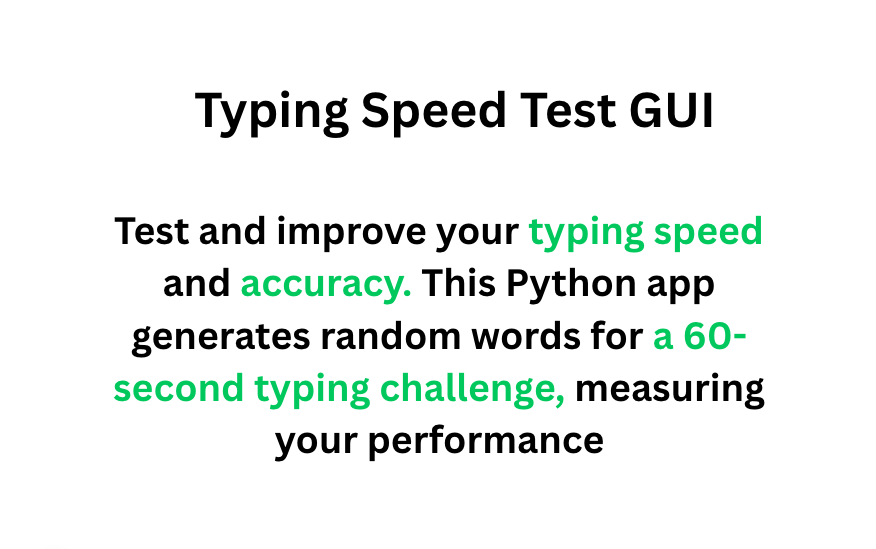 Typing Speed Test GUI
Test and improve your typing speed
and accuracy. This Python app
generates random words for a 60-
second typing challenge, measuring
your performance